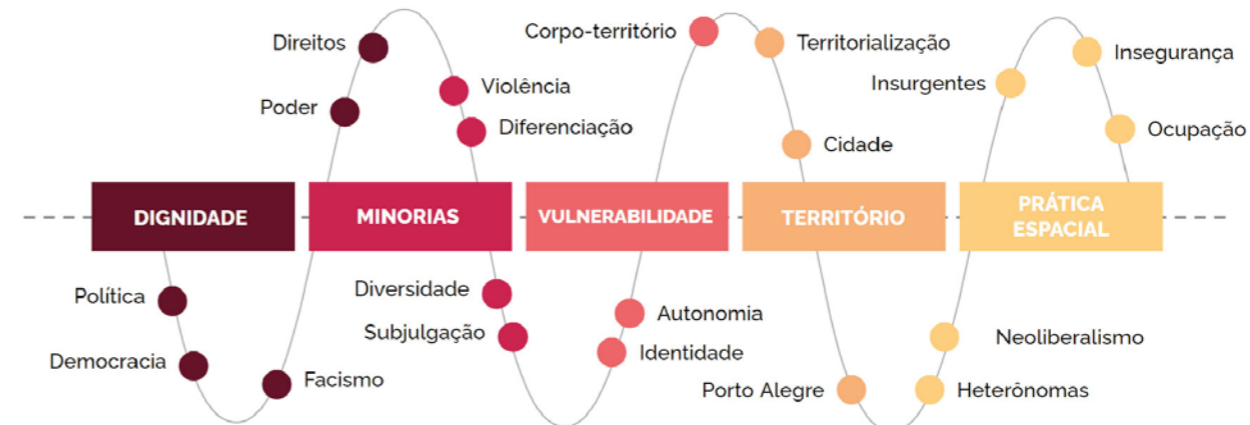 Direitos
Poder
Violência
Diferenciação
Corpo-território
Territorialização
Cidade
Insurgentes
Insegurança
Ocupação
DIGNIDADE
MINORIAS
VULNERABILIDADE
TERRITÓRIO
PRÁTICA
ESPACIAL
Política
Democracia
Facismo
Diversidade
Subjulgação
Autonomia
Identidade
Porto Alegre
Neoliberalismo
Heterônomas